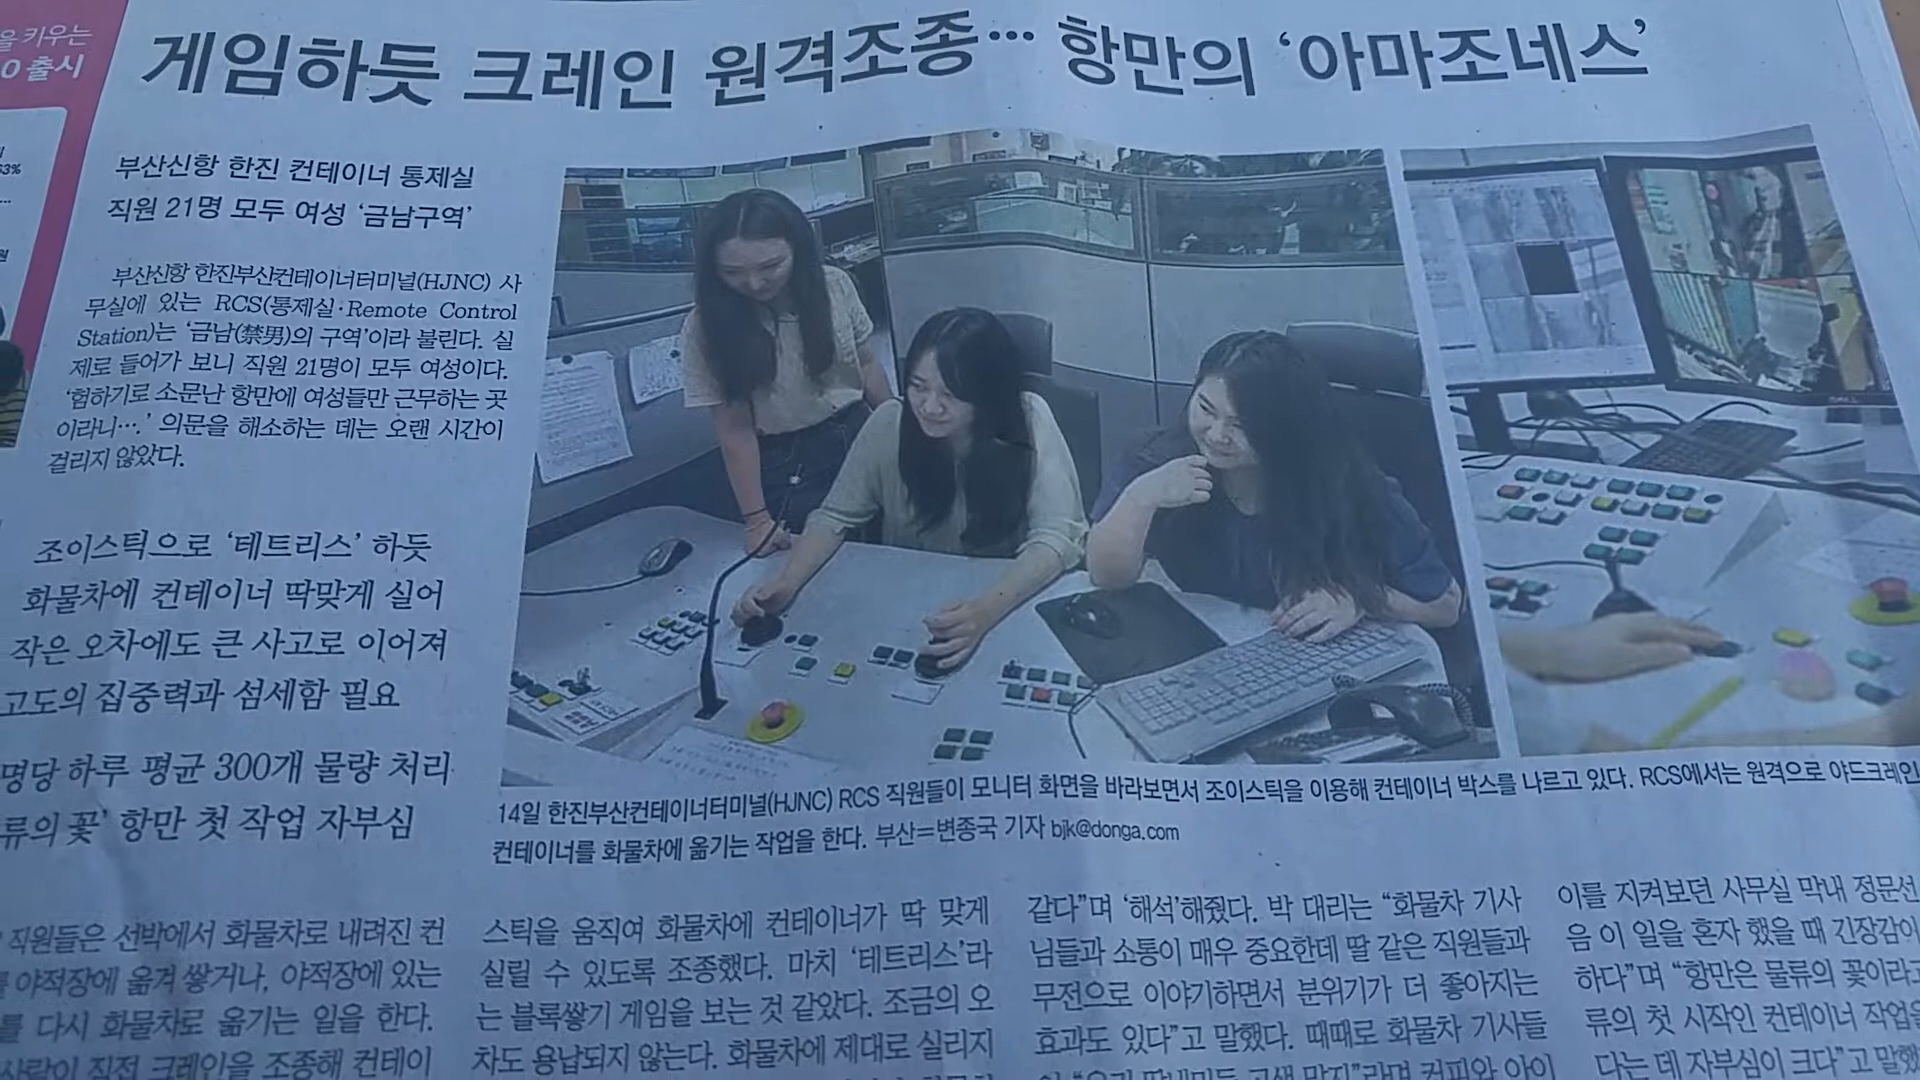 을 키우는
0 출시
63%
게임하듯 크레인 원격조종… 항만의 ‘아마조네스’
부산신항 한진 컨테이너 통제실
직원 21명 모두 여성 ‘금남구역’
부산신항 한진부산컨테이너터미널(HJNC) 사
무실에 있는 RCS(통제실·Remote Control
Station)는 ‘금남(禁男)의 구역’이라 불린다. 실
제로 들어가 보니 직원 21명이 모두 여성이다.
‘험하기로 소문난 항만에 여성들만 근무하는 곳
이라니….’ 의문을 해소하는 데는 오랜 시간이
걸리지 않았다.
조이스틱으로 ‘테트리스’ 하듯
화물차에 컨테이너 딱맞게 실어
작은 오차에도 큰 사고로 이어져
고도의 집중력과 섬세함 필요
명당 하루 평균 300개 물량 처리
류의 꽃’ 항만 첫 작업 자부심
14일 한진부산컨테이너터미널(HJNC) RCS 직원들이 모니터 화면을 바라보면서 조이스틱을 이용해 컨테이너 박스를 나르고 있다. RCS에서는 원격으로 야드크레인
컨테이너를 화물차에 옮기는 작업을 한다. 부산=변종국 기자 bjk@donga.com
직원들은 선박에서 화물차로 내려진 컨
야적장에 옮겨 쌓거나, 야적장에 있는
를 다시 화물차로 옮기는 일을 한다.
사람이 직접 크레인을 조종해 컨테이
스틱을 움직여 화물차에 컨테이너가 딱 맞게
실릴 수 있도록 조종했다. 마치 ‘테트리스’라
는 블록쌓기 게임을 보는 것 같았다. 조금의 오
차도 용납되지 않는다. 화물차에 제대로 실리지
같다”며 ‘해석’해줬다. 박 대리는 “화물차 기사
님들과 소통이 매우 중요한데 딸 같은 직원들과
무전으로 이야기하면서 분위기가 더 좋아지는
효과도 있다”고 말했다. 때때로 화물차 기사들
이를 지켜보던 사무실 막내 정문선
음 이 일을 혼자 했을 때 긴장감이
하다”며 “항만은 물류의 꽃이라고
류의 첫 시작인 컨테이너 작업을
다는 데 자부심이 크다”고 말했